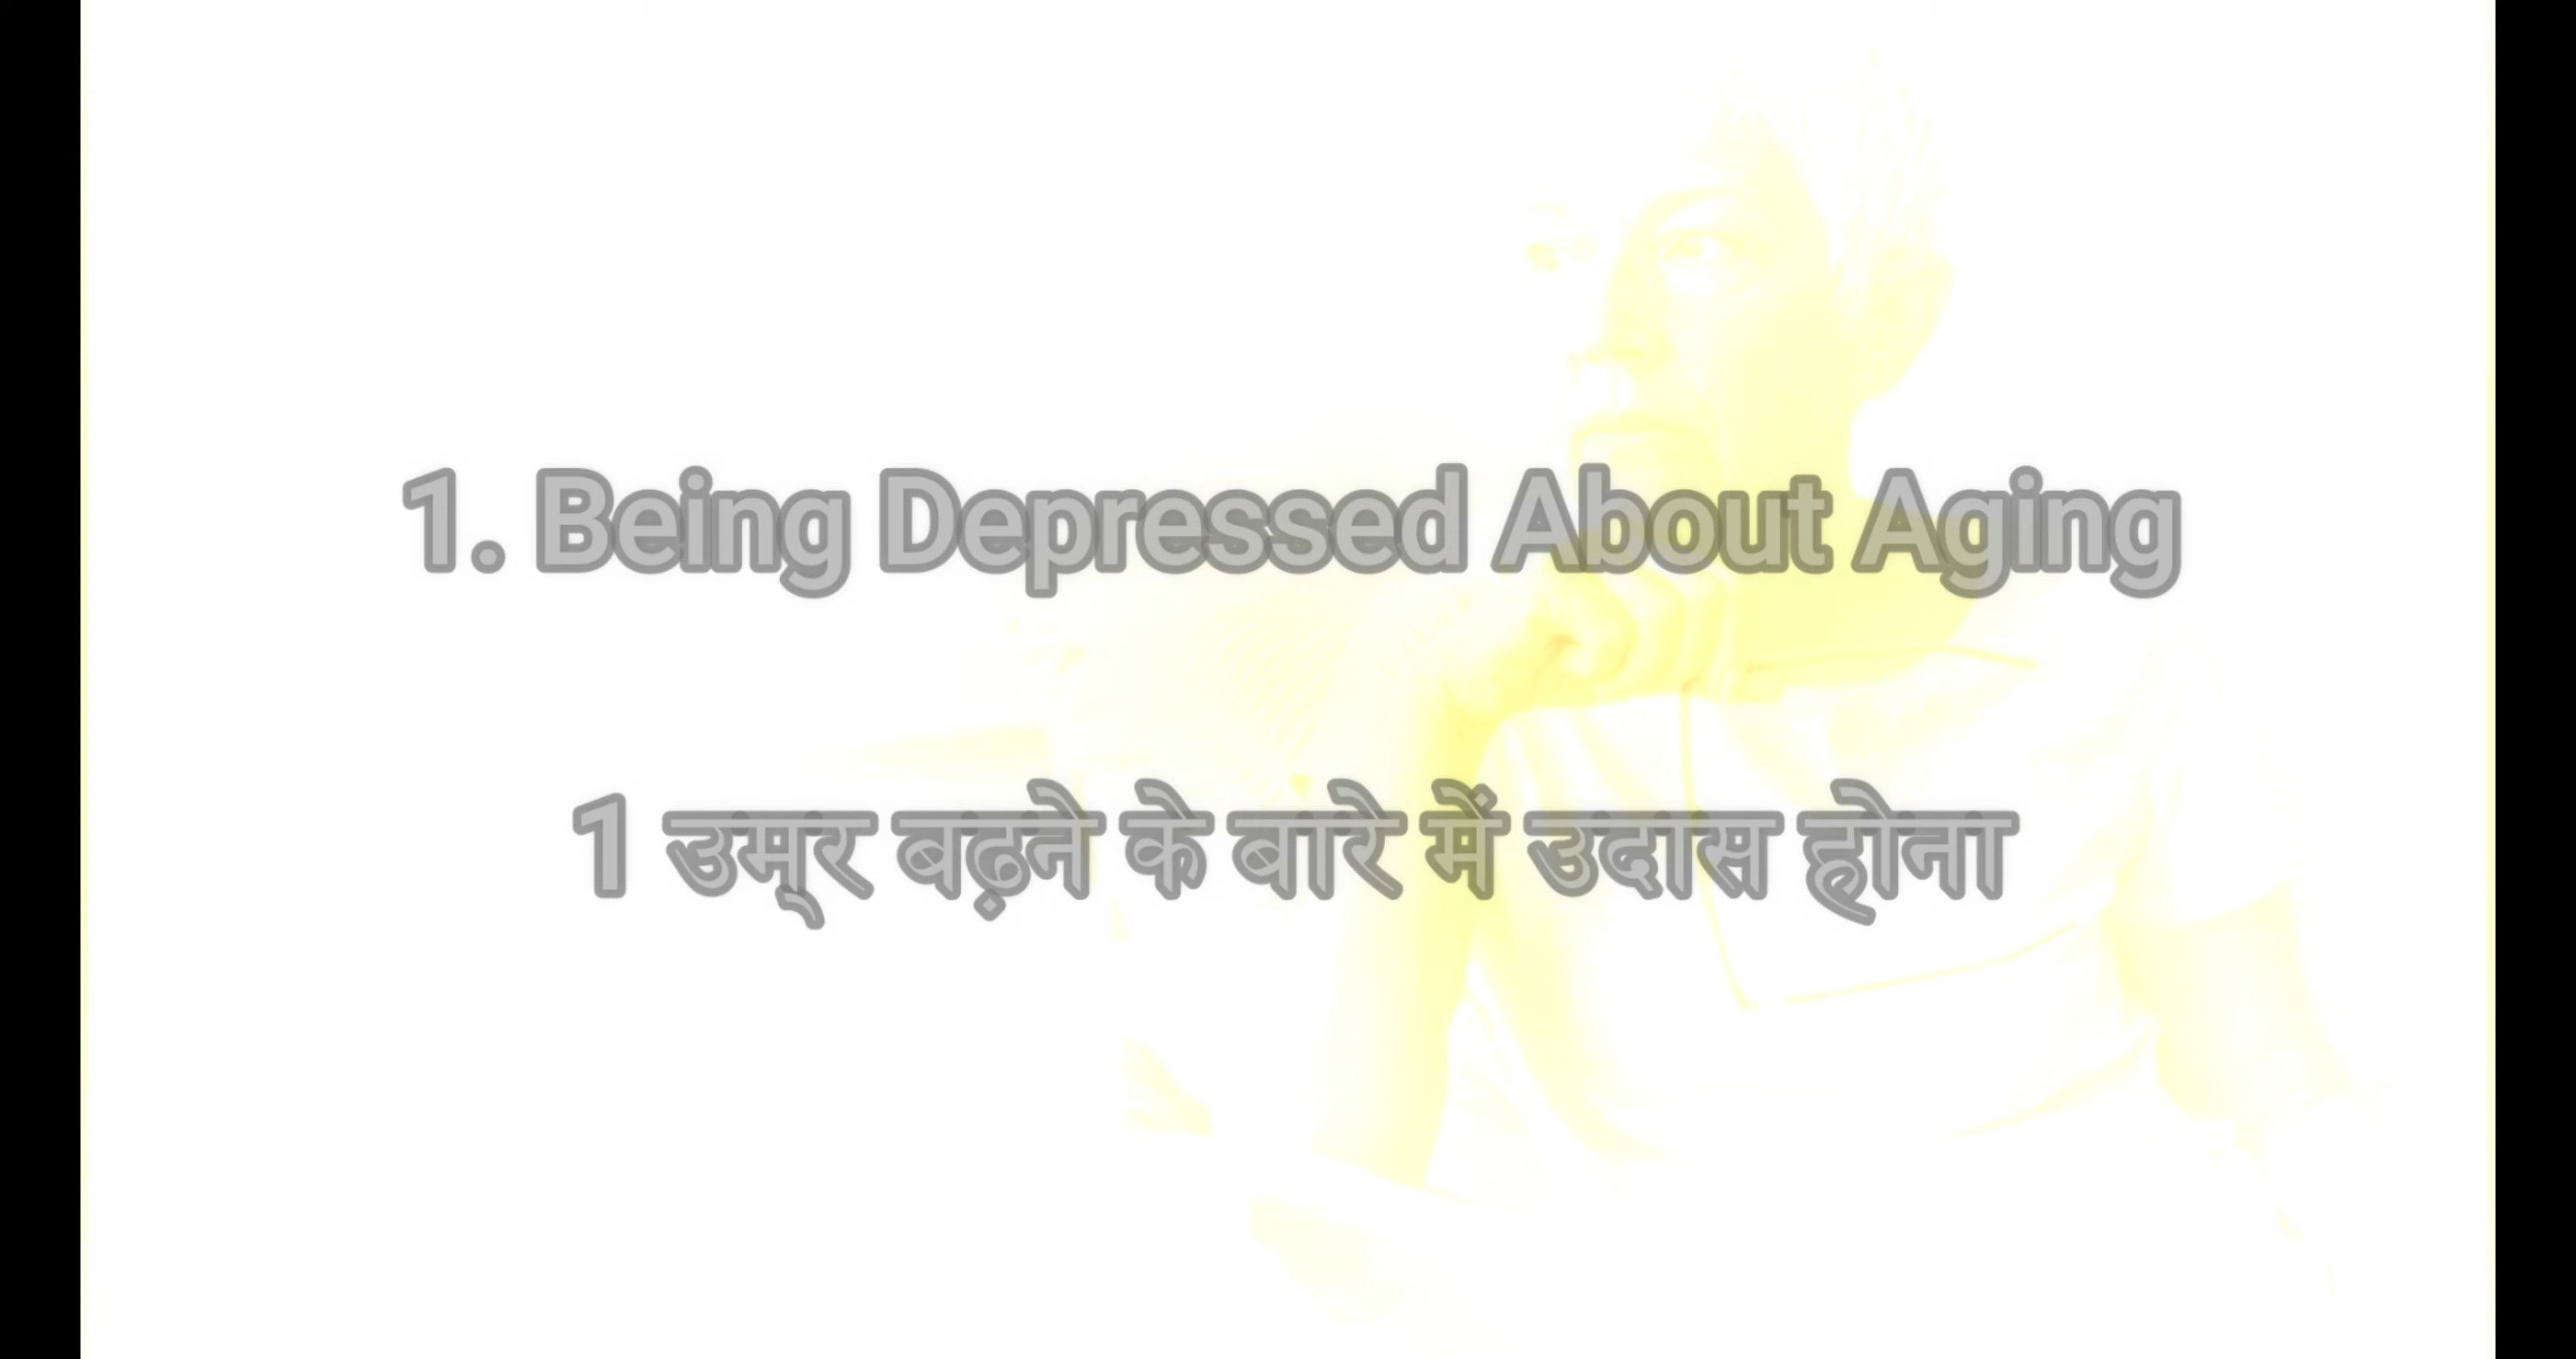 1. Being Depressed About Aging
1 उम्र बढ़ने के बारे में उदास होना